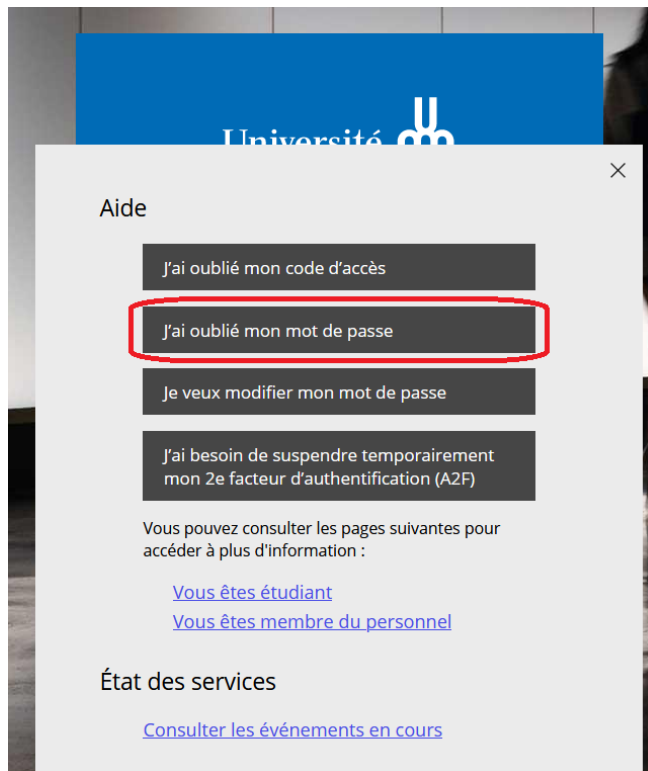 Université
Aide
J'ai oublié mon code d'accès
J'ai oublié mon mot de passe
Je veux modifier mon mot de passe
J'ai besoin de suspendre temporairement
mon 2e facteur d'authentification (A2F)
Vous pouvez consulter les pages suivantes pour
accéder à plus d'information :
Vous êtes étudiant
Vous êtes membre du personnel
État des services
Consulter les événements en cours